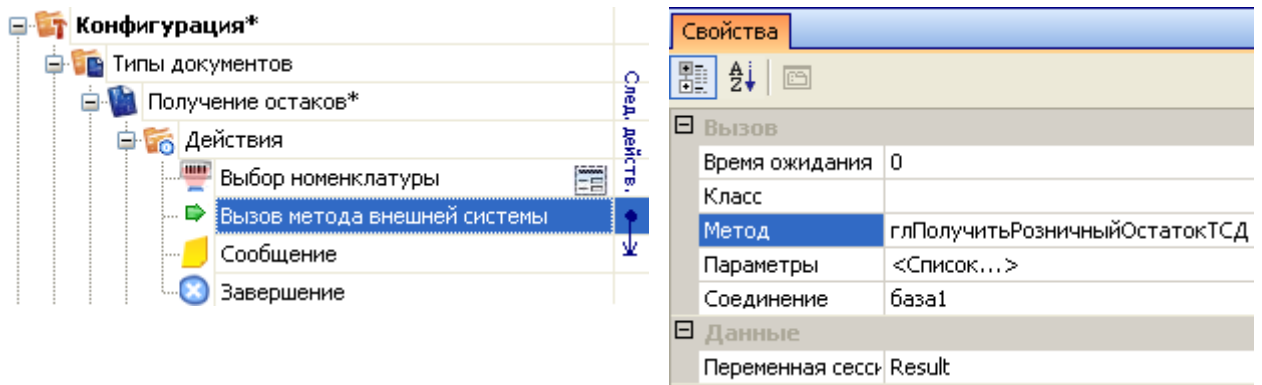 Конфигурация*
Типы документов
Получение остаков*
Действия
Выбор номенклатуры
Вызов метода внешней системы
Сообщение
Завершение
След. действ.
Свойства
Вызов
Время ожидания 0
Класс
Метод глПолучитьРозничныйОстатокТСД
Параметры <Список...>
Соединение база1
Данные
Переменная сесси Result